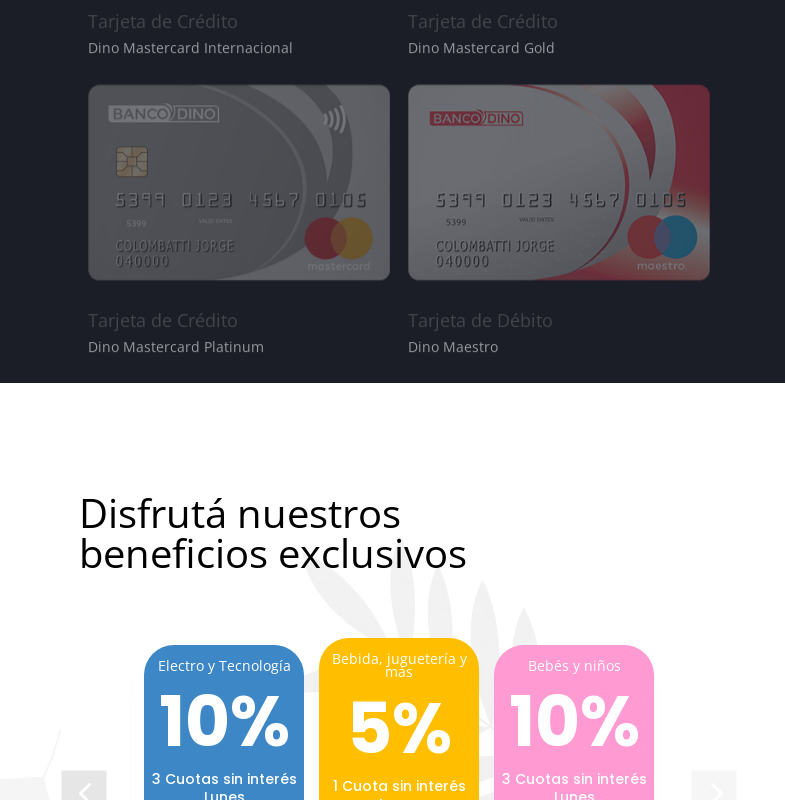 Tarjeta de Crédito
Dino Mastercard Internacional
Tarjeta de Crédito
Dino Mastercard Gold
BANCO DINO
5399 0123 4567 0105
5399
VALID DATES
COLOMBATTI JORGE
040000
mastercard
BANCO DINO
5399 0123 4567 0105
5399
VALID DATES
COLOMBATTI JORGE
040000
maestro
Tarjeta de Crédito
Dino Mastercard Platinum
Tarjeta de Débito
Dino Maestro
Disfrutá nuestros
beneficios exclusivos
Electro y Tecnología
10%
3 Cuotas sin interés
Lunes
Bebida, juguetería y
más
5%
1 Cuota sin interés
Bebés y niños
10%
3 Cuotas sin interés
Lunes